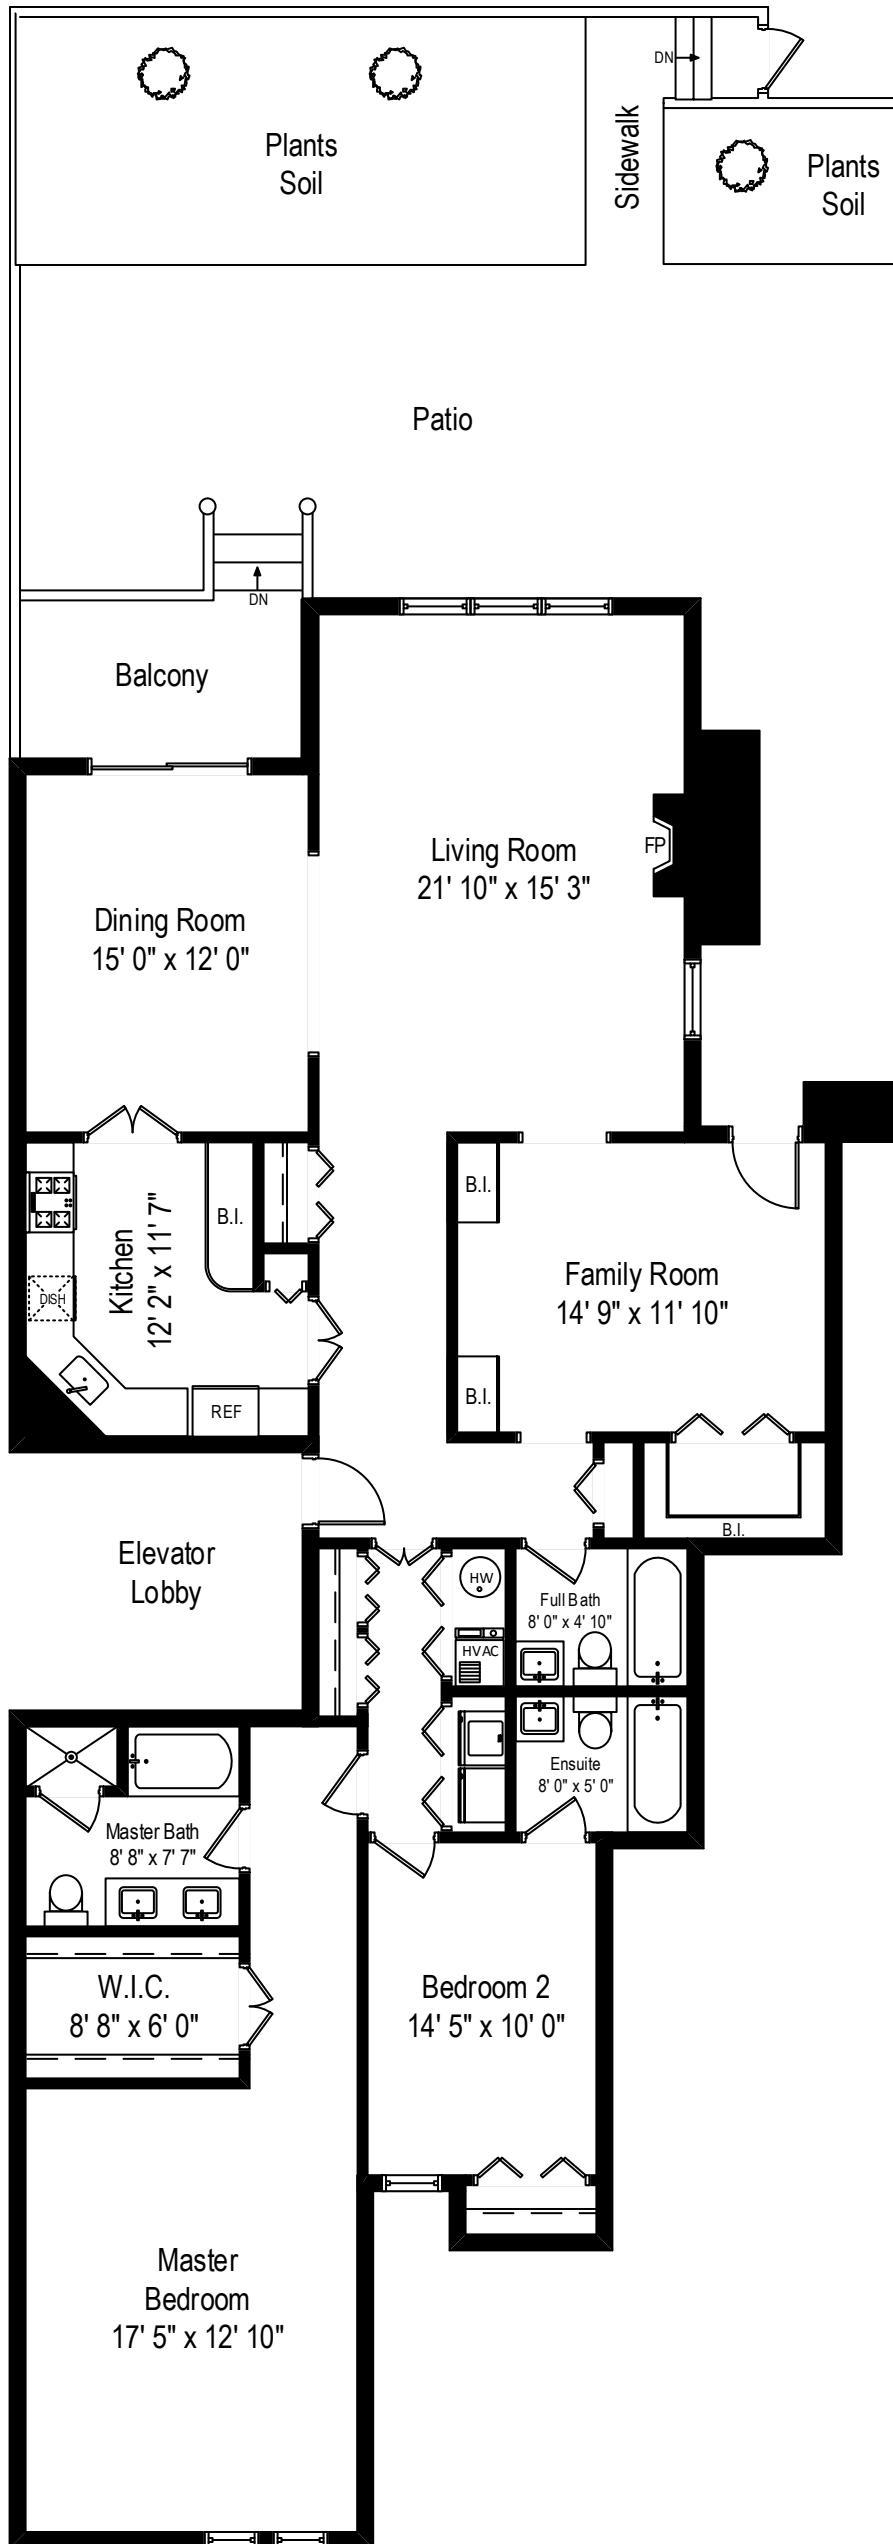 DN
Plants
Soil
Sidewalk
Plants
Soil
Patio
DN
Balcony
Living Room
21' 10" x 15' 3"
FP
Dining Room
15' 0" x 12' 0"
Kitchen
12' 2" x 11' 7"
B.I.
DISH
REF
B.I.
Family Room
14' 9" x 11' 10"
B.I.
B.I.
Elevator
Lobby
HW
HVAC
Full Bath
8' 0" x 4' 10"
Ensuite
8' 0" x 5' 0"
Master Bath
8' 8" x 7' 7"
W.I.C.
8' 8" x 6' 0"
Bedroom 2
14' 5" x 10' 0"
Master
Bedroom
17' 5" x 12' 10"